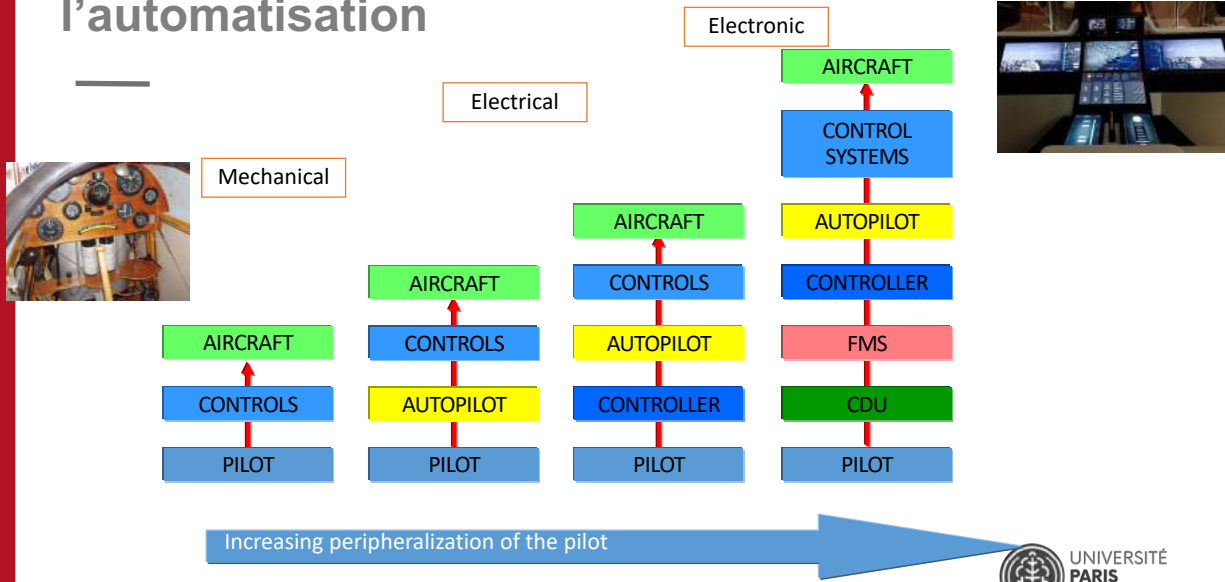 l’automatisation
Electronic
Electrical
Mechanical
AIRCRAFT
CONTROLS
PILOT
AIRCRAFT
CONTROLS
AUTOPILOT
PILOT
AIRCRAFT
CONTROLS
AUTOPILOT
CONTROLLER
PILOT
AIRCRAFT
CONTROL
SYSTEMS
AUTOPILOT
CONTROLLER
FMS
CDU
PILOT
Increasing peripheralization of the pilot
UNIVERSITÉ
PARIS